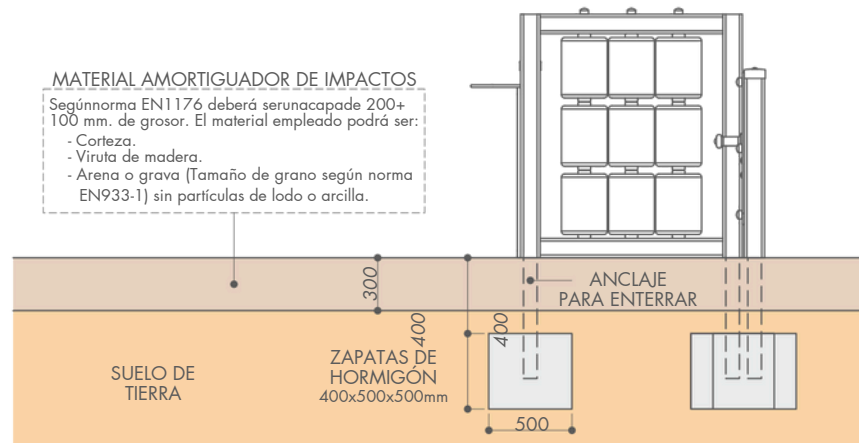 MATERIAL AMORTIGUADOR DE IMPACTOS
Segúnnorma EN1176 deberá serunacapade 200+
100 mm. de grosor. El material empleado podrá ser:
- Corteza.
- Viruta de madera.
- Arena o grava (Tamaño de grano según norma
EN933-1) sin partículas de lodo o arcilla.
300
ANCLAJE
PARA ENTERRAR
400
400
SUELO DE
TIERRA
ZAPATAS DE
HORMIGÓN
400x500x500mm
500